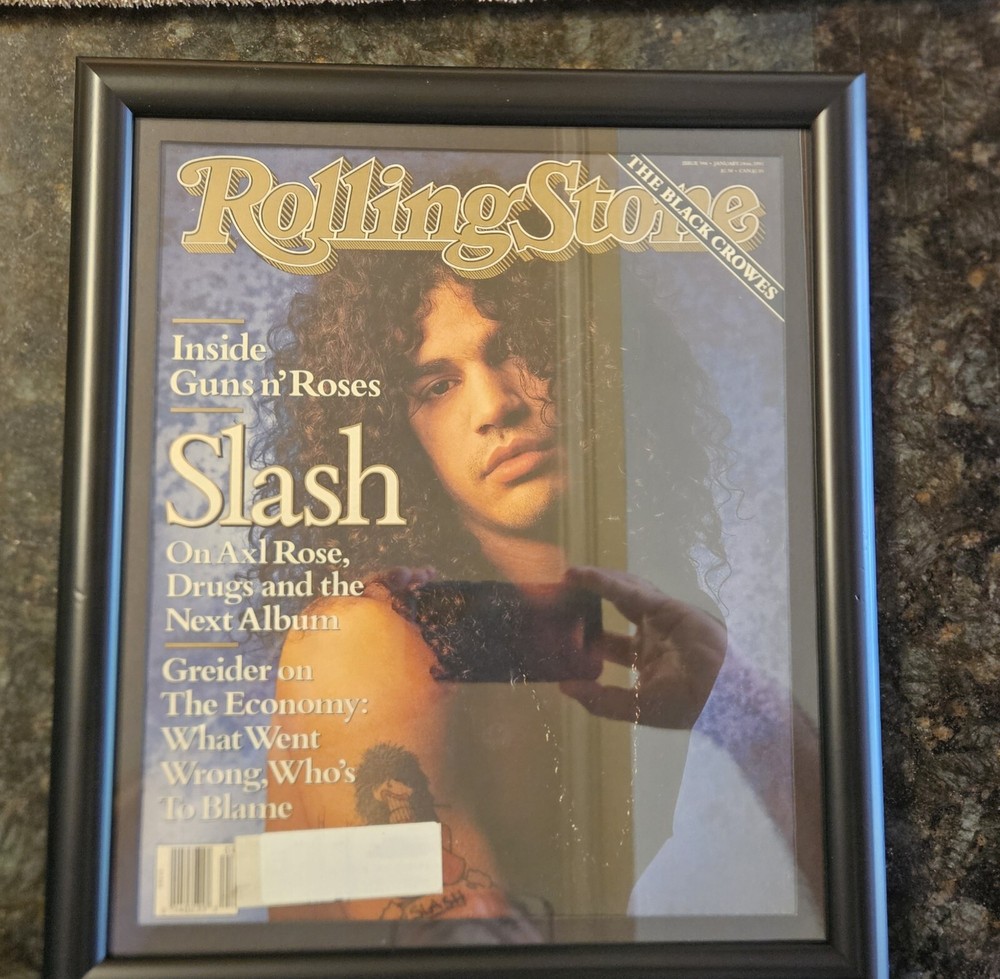 Rolling Stone
THE BLACK CROWES
Inside
Guns n' Roses
Slash
On Axl Rose,
Drugs and the
Next Album
Greider on
The Economy:
What Went
Wrong, Who's
To Blame
SLASH